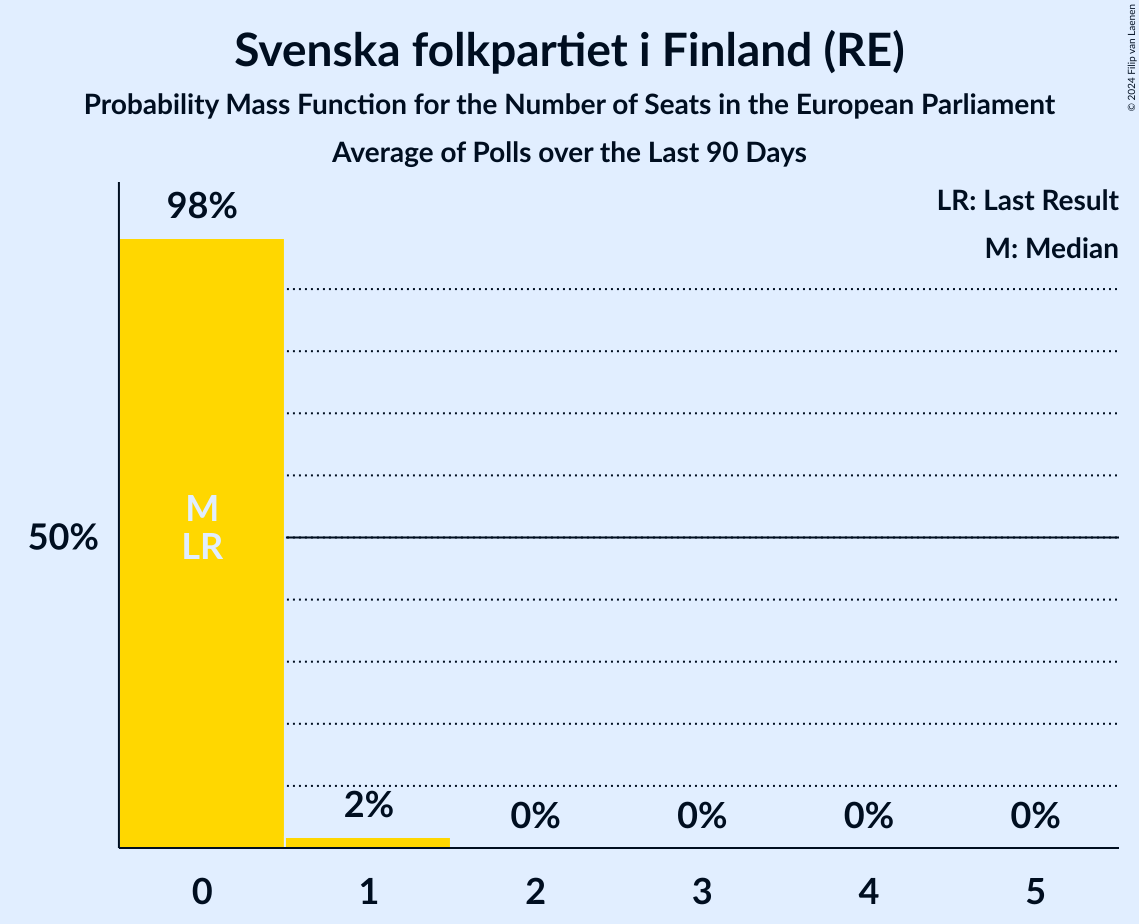 Svenska folkpartiet i Finland (RE)
Probability Mass Function for the Number of Seats in the European Parliament
Average of Polls over the Last 90 Days
© 2024 Filip van Laenen
LR: Last Result
M: Median
98%
50%
M
LR
2%
0%
0%
0%
0%
0
1
2
3
4
5